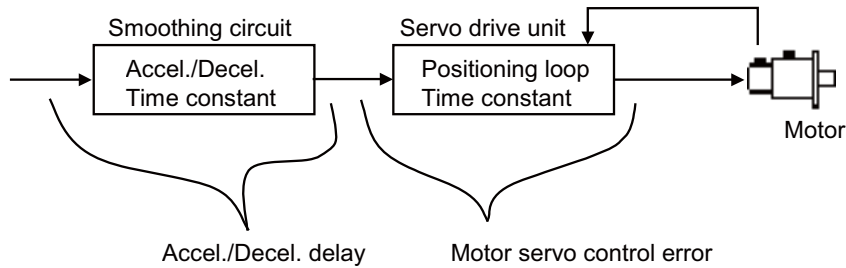 Smoothing circuit
Servo drive unit
Accel./Decel.
Time constant
Positioning loop
Time constant
Motor
Accel./Decel. delay
Motor servo control error